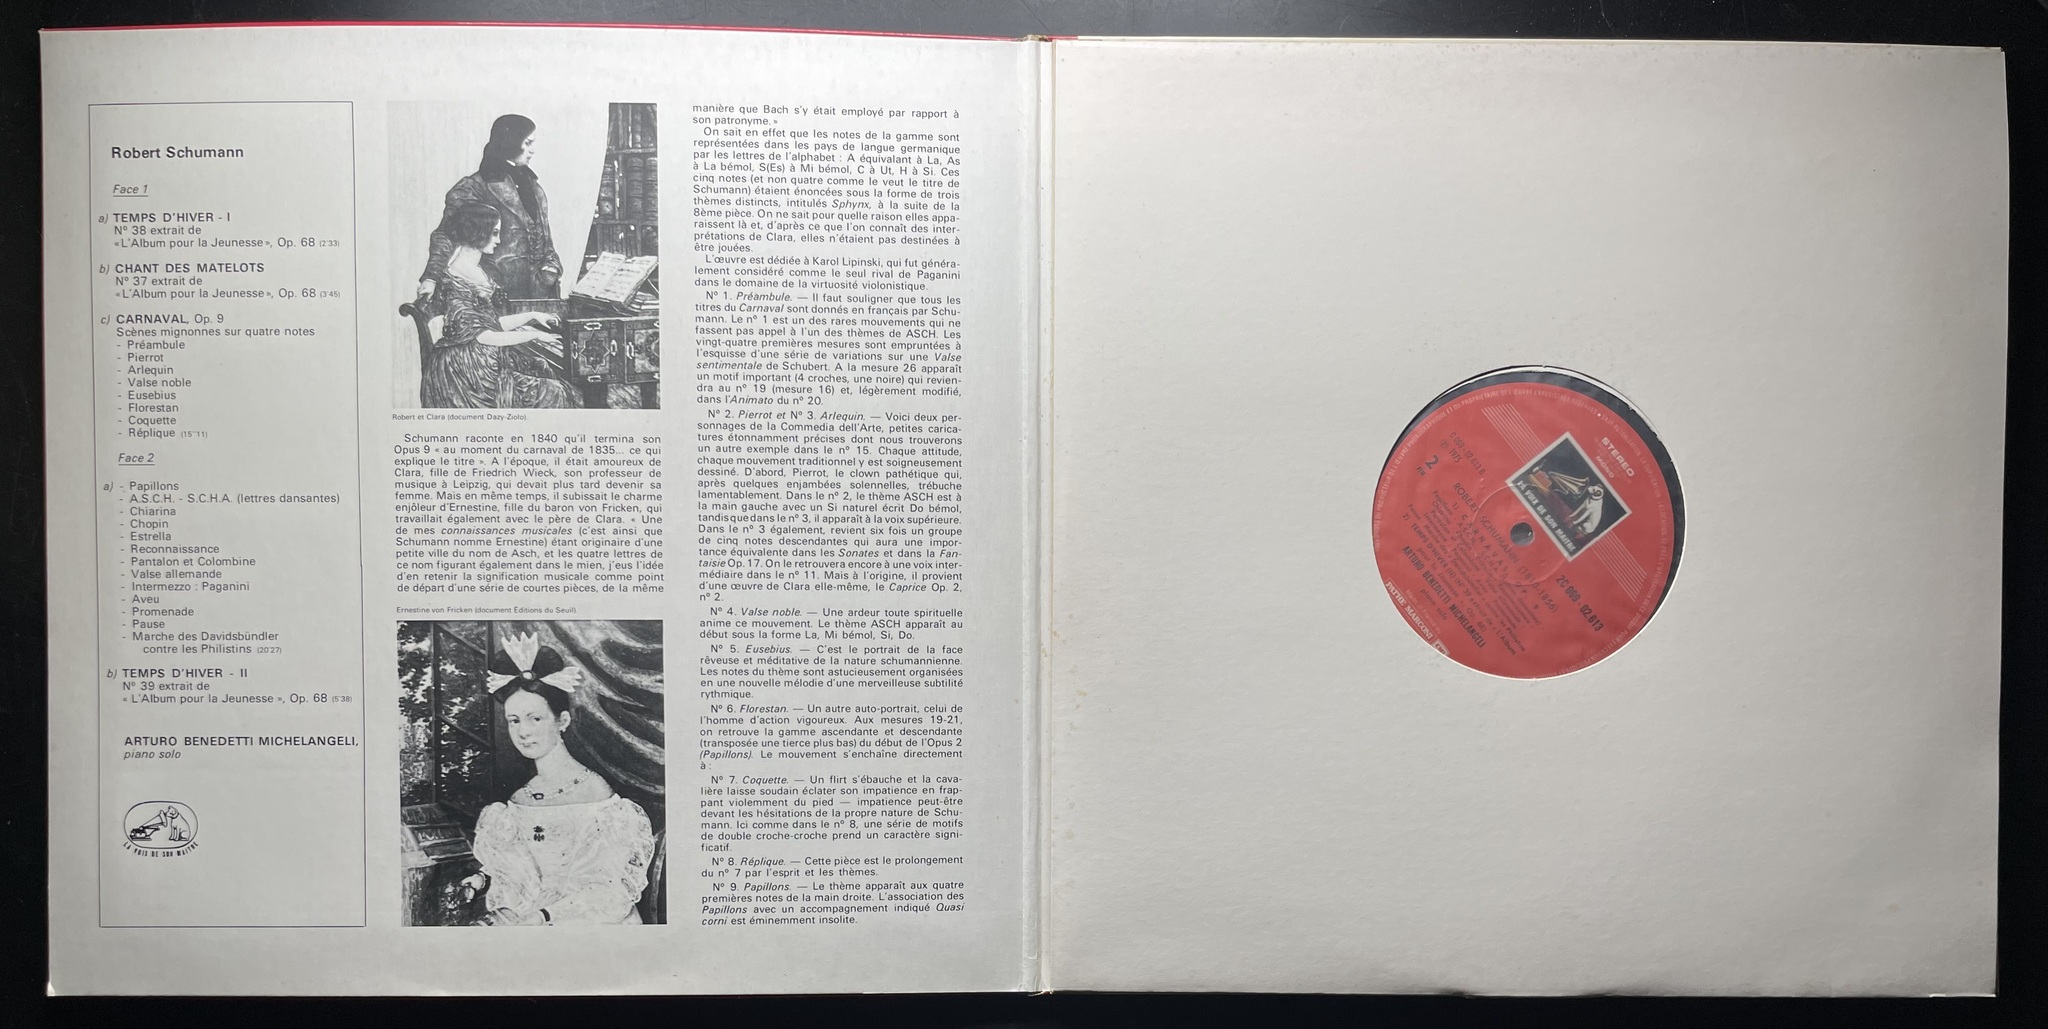 Robert Schumann
Face 1
a) TEMPS D'HIVER - I
Nº 38 extrait de
«L'Album pour la Jeunesse», Op. 68 (2'33)
b) CHANT DES MATELOTS
Nº 37 extrait de
«L'Album pour la Jeunesse», Op. 68 (3'45)
c) CARNAVAL, Op. 9
Scènes mignonnes sur quatre notes
- Préambule
- Pierrot
- Arlequin
- Valse noble
- Eusebius
- Florestan
- Coquette
- Réplique (15''11)
Face 2
a) - Papillons
- A.S.C.H. - S.C.H.A. (lettres dansantes)
- Chiarina
- Chopin
- Estrella
- Reconnaissance
- Pantalon et Colombine
- Valse allemande
- Intermezzo : Paganini
- Aveu
- Promenade
- Pause
- Marche des Davidsbündler
contre les Philistins (20'27)
b) TEMPS D'HIVER - II
Nº 39 extrait de
« L'Album pour la Jeunesse », Op. 68 (5'38)
ARTURO BENEDETTI MICHELANGELI,
piano solo
LA VOIX DE SON MAITRE
Robert et Clara (document Dazy-Ziolo).
Schumann raconte en 1840 qu'il termina son
Opus 9 « au moment du carnaval de 1835... ce qui
explique le titre ». A l'époque, il était amoureux de
Clara, fille de Friedrich Wieck, son professeur de
musique à Leipzig, qui devait plus tard devenir sa
femme. Mais en même temps, il subissait le charme
enjôleur d'Ernestine, fille du baron von Fricken, qui
travaillait également avec le père de Clara. « Une
de mes connaissances musicales (c'est ainsi que
Schumann nomme Ernestine) étant originaire d'une
petite ville du nom de Asch, et les quatre lettres de
ce nom figurant également dans le mien, j'eus l'idée
d'en retenir la signification musicale comme point
de départ d'une série de courtes pièces, de la même
Ernestine von Fricken (document Éditions du Seuil).
manière que Bach s'y était employé par rapport à
son patronyme. »
On sait en effet que les notes de la gamme sont
représentées dans les pays de langue germanique
par les lettres de l'alphabet : A équivalant à La, As
à La bémol, S(Es) à Mi bémol, C à Ut, H à Si. Ces
cinq notes (et non quatre comme le veut le titre de
Schumann) étaient énoncées sous la forme de trois
thèmes distincts, intitulés Sphynx, à la suite de la
8ème pièce. On ne sait pour quelle raison elles appa-
raissent là et, d'après ce que l'on connaît des inter-
prétations de Clara, elles n'étaient pas destinées à
être jouées.
L'œuvre est dédiée à Karol Lipinski, qui fut généra-
lement considéré comme le seul rival de Paganini
dans le domaine de la virtuosité violonistique.
Nº 1. Préambule. — Il faut souligner que tous les
titres du Carnaval sont donnés en français par Schu-
mann. Le nº 1 est un des rares mouvements qui ne
fassent pas appel à l'un des thèmes de ASCH. Les
vingt-quatre premières mesures sont empruntées à
l'esquisse d'une série de variations sur une Valse
sentimentale de Schubert. A la mesure 26 apparaît
un motif important (4 croches, une noire) qui revien-
dra au nº 19 (mesure 16) et, légèrement modifié,
dans l'Animato du nº 20.
Nº 2. Pierrot et Nº 3. Arlequin. — Voici deux per-
sonnages de la Commedia dell'Arte, petites carica-
tures étonnamment précises dont nous trouverons
un autre exemple dans le nº 15. Chaque attitude,
chaque mouvement traditionnel y est soigneusement
dessiné. D'abord, Pierrot, le clown pathétique qui,
après quelques enjambées solennelles, trébuche
lamentablement. Dans le nº 2, le thème ASCH est à
la main gauche avec un Si naturel écrit Do bémol,
tandis que dans le nº 3, il apparaît à la voix supérieure.
Dans le nº 3 également, revient six fois un groupe
de cinq notes descendantes qui aura une impor-
tance équivalente dans les Sonates et dans la Fan-
taisie Op. 17. On le retrouvera encore à une voix inter-
médiaire dans le nº 11. Mais à l'origine, il provient
d'une œuvre de Clara elle-même, le Caprice Op. 2,
nº 2.
Nº 4. Valse noble. — Une ardeur toute spirituelle
anime ce mouvement. Le thème ASCH apparaît au
début sous la forme La, Mi bémol, Si, Do.
Nº 5. Eusebius. — C'est le portrait de la face
rêveuse et méditative de la nature schumannienne.
Les notes du thème sont astucieusement organisées
en une nouvelle mélodie d'une merveilleuse subtilité
rythmique.
Nº 6. Florestan. — Un autre auto-portrait, celui de
l'homme d'action vigoureux. Aux mesures 19-21,
on retrouve la gamme ascendante et descendante
(transposée une tierce plus bas) du début de l'Opus 2
(Papillons). Le mouvement s'enchaîne directement
à :
Nº 7. Coquette. — Un flirt s'ébauche et la cava-
lière laisse soudain éclater son impatience en frap-
pant violemment du pied — impatience peut-être
devant les hésitations de la propre nature de Schu-
mann. Ici comme dans le nº 8, une série de motifs
de double croche-croche prend un caractère signi-
ficatif.
Nº 8. Réplique. — Cette pièce est le prolongement
du nº 7 par l'esprit et les thèmes.
Nº 9. Papillons. — Le thème apparaît aux quatre
premières notes de la main droite. L'association des
Papillons avec un accompagnement indiqué Quasi
corni est éminemment insolite.
STEREO
MONO
LA VOIX DE SON MAITRE
2
ROBERT SCHUMANN (1810-1856)
CARNAVAL
2C 069-02.613
ARTURO BENEDETTI MICHELANGELI
piano solo
PATHE MARCONI EMI